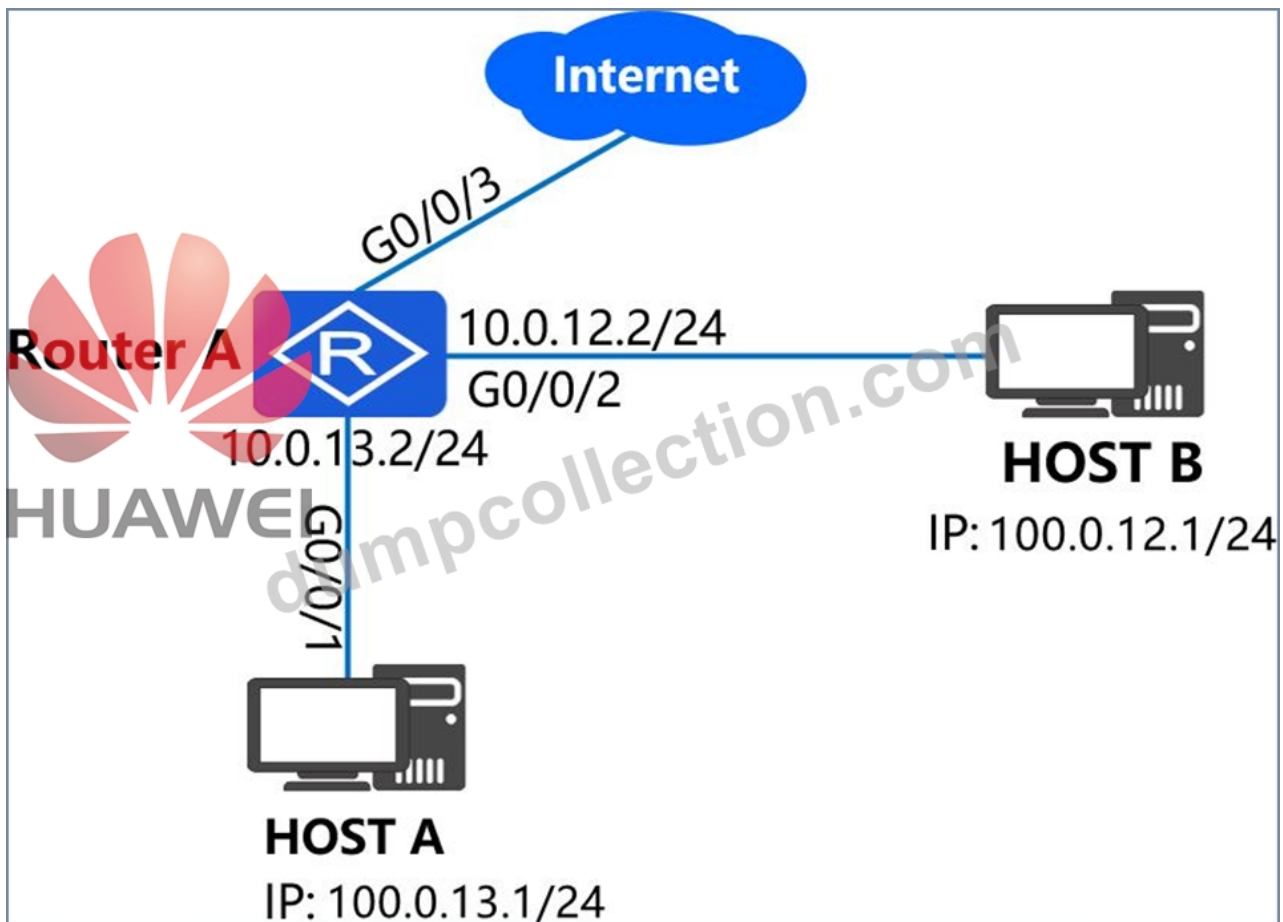 Internet
G0/0/3
Router A
R
10.0.12.2/24
G0/0/2
10.0.13.2/24
HUAWEI
G0/0/1
dumpcollection.com
HOST B
IP: 100.0.12.1/24
HOST A
IP: 100.0.13.1/24